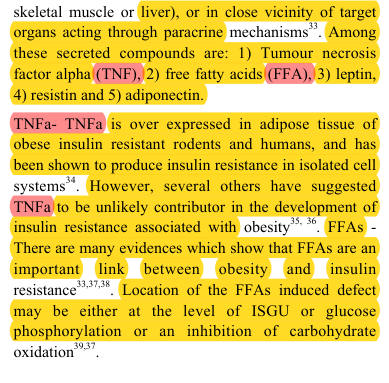 skeletal muscle or liver), or in close vicinity of target
organs acting through paracrine mechanisms33. Among
these secreted compounds are: 1) Tumour necrosis
factor alpha (TNF), 2) free fatty acids (FFA), 3) leptin,
4) resistin and 5) adiponectin.
TNFa- TNFa is over expressed in adipose tissue of
obese insulin resistant rodents and humans, and has
been shown to produce insulin resistance in isolated cell
systems34. However, several others have suggested
TNFa to be unlikely contributor in the development of
insulin resistance associated with obesity35, 36. FFAs -
There are many evidences which show that FFAs are an
important link between obesity and insulin
resistance33,37,38. Location of the FFAs induced defect
may be either at the level of ISGU or glucose
phosphorylation or an inhibition of carbohydrate
oxidation39,37.